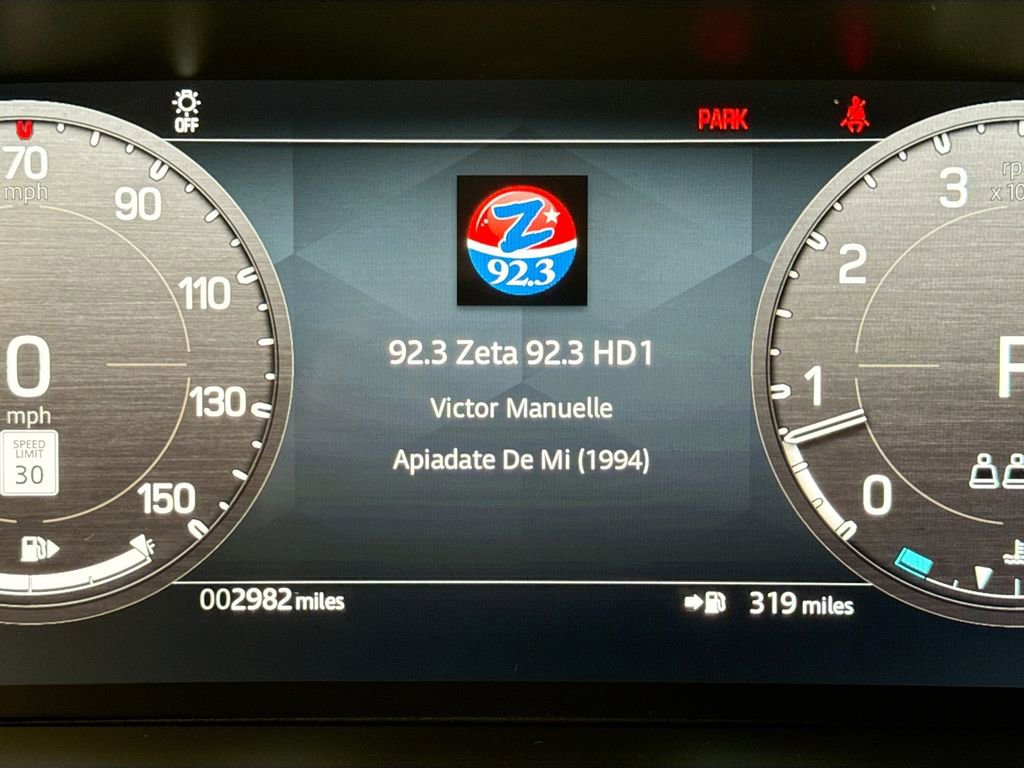 OFF
PARK
70
mph
90
110
130
150
0
mph
SPEED
LIMIT
30
Z
92.3
92.3 Zeta 92.3 HD1
Victor Manuelle
Apiadate De Mi (1994)
3
2
1
0
002982 miles
319 miles